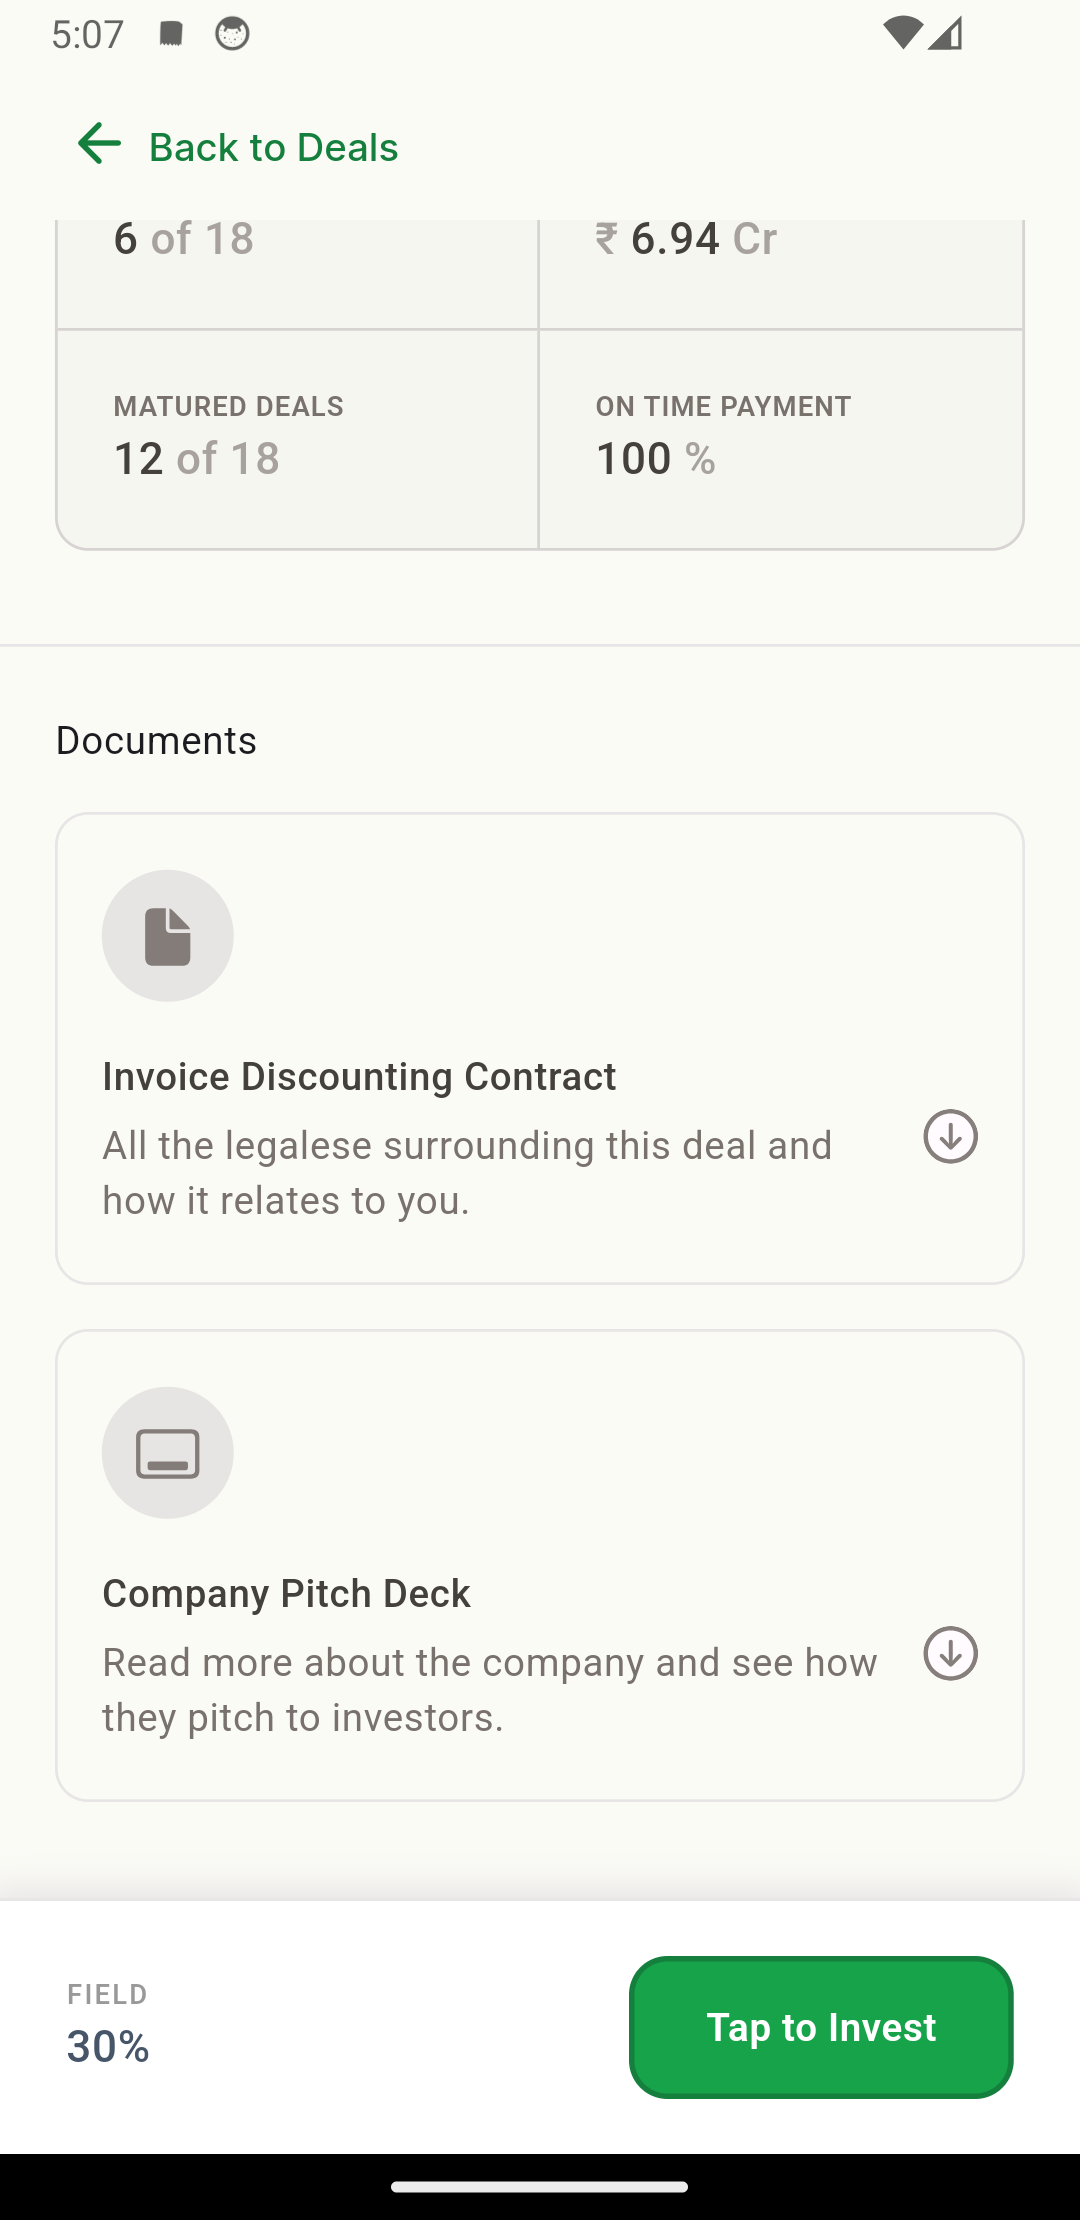 5:07
Back to Deals
6 of 18
₹ 6.94 Cr
MATURED DEALS
12 of 18
ON TIME PAYMENT
100 %
Documents
Invoice Discounting Contract
All the legalese surrounding this deal and
how it relates to you.
Company Pitch Deck
Read more about the company and see how
they pitch to investors.
FIELD
30%
Tap to Invest